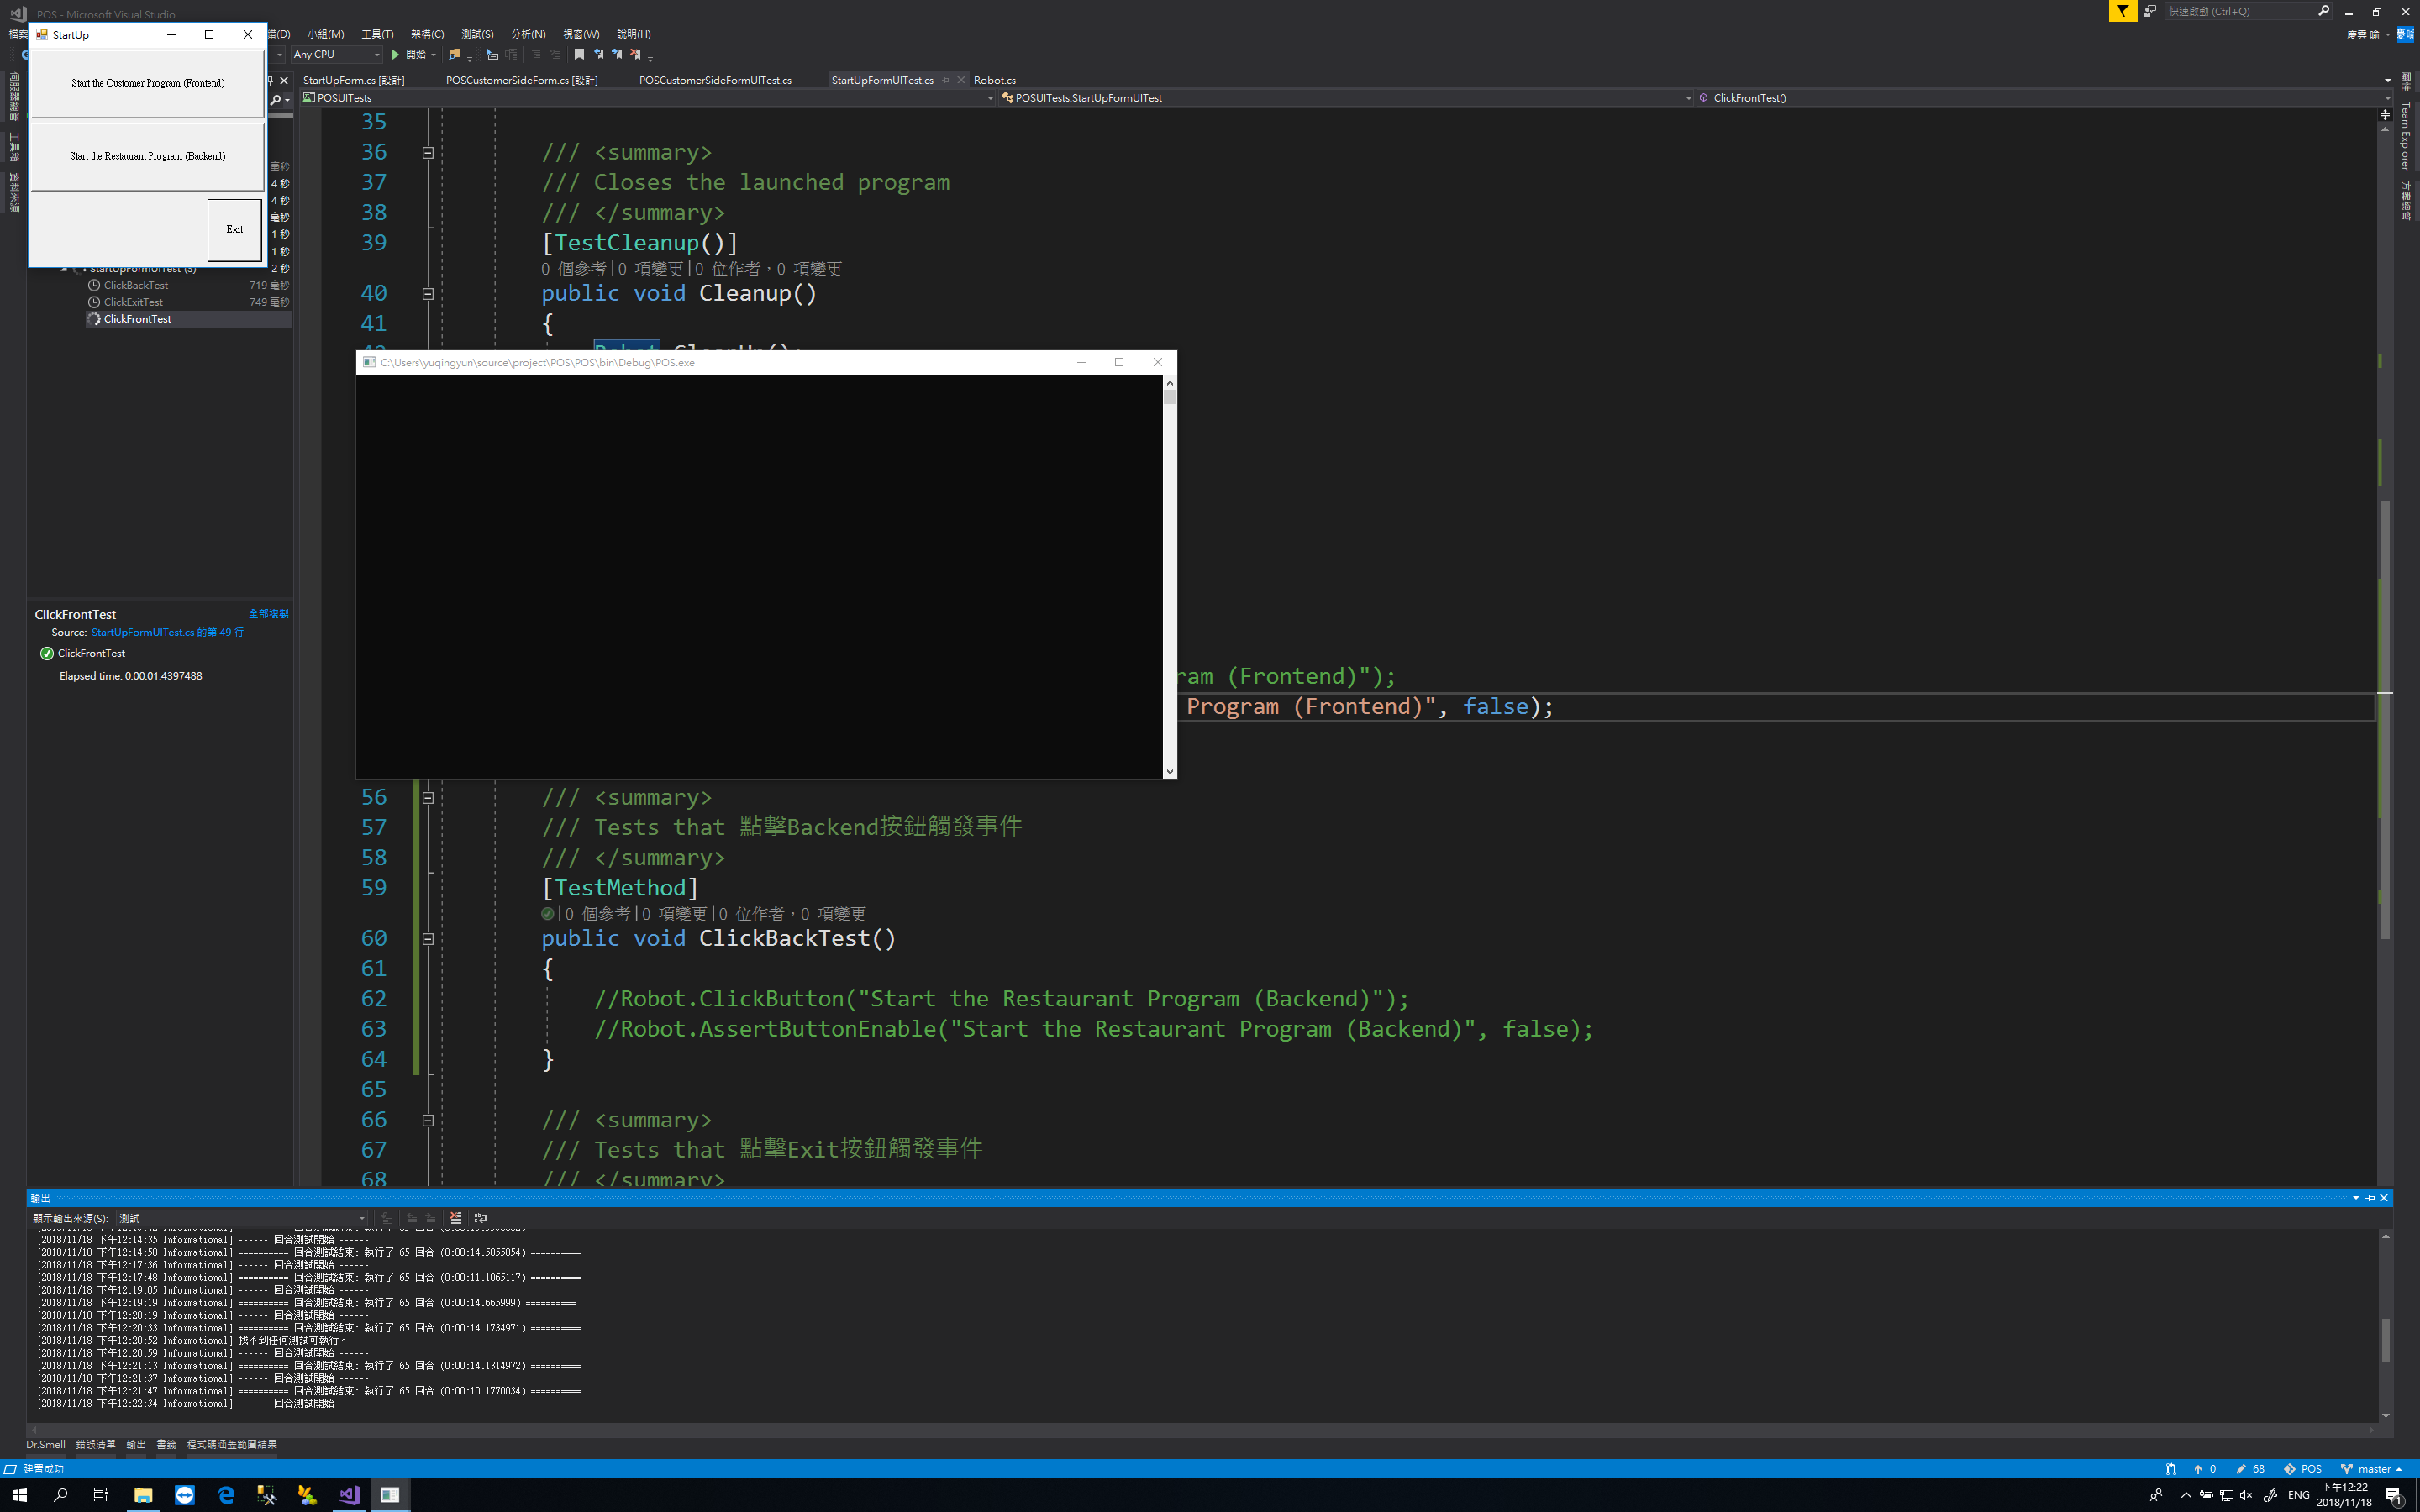 POS - Microsoft Visual Studio
快速啟動 (Ctrl+Q)
StartUp
小組(M) 工具(T) 架構(C) 測試(S) 分析(N) 視窗(W) 說明(H)
Any CPU 開始
Start the Customer Program (Frontend)
Start the Restaurant Program (Backend)
Exit
StartUpForm.cs [設計] POSCustomerSideForm.cs [設計] POSCustomerSideFormUITest.cs StartUpFormUITest.cs Robot.cs
POSUITests POSUITests.StartUpFormUITest ClickFrontTest()
Team Explorer
毫秒
4 秒
4 秒
毫秒
1 秒
1 秒
StartUpFormUITest (3) 2 秒
ClickBackTest 719 毫秒
ClickExitTest 749 毫秒
ClickFrontTest
ClickFrontTest 全部複製
Source: StartUpFormUITest.cs 的第 49 行
ClickFrontTest
Elapsed time: 0:00:01.4397488
35
36 /// <summary>
37 /// Closes the launched program
38 /// </summary>
39 [TestCleanup()]
0 個參考|0 項變更|0 位作者，0 項變更
40 public void Cleanup()
41 {
C:\Users\yuqingyun\source\project\POS\POS\bin\Debug\POS.exe
ram (Frontend)");
Program (Frontend)", false);
56 /// <summary>
57 /// Tests that 點擊Backend按鈕觸發事件
58 /// </summary>
59 [TestMethod]
|0 個參考|0 項變更|0 位作者，0 項變更
60 public void ClickBackTest()
61 {
62 //Robot.ClickButton("Start the Restaurant Program (Backend)");
63 //Robot.AssertButtonEnable("Start the Restaurant Program (Backend)", false);
64 }
65
66 /// <summary>
67 /// Tests that 點擊Exit按鈕觸發事件
68 /// </summary>
輸出
顯示輸出來源(S): 測試
[2018/11/18 下午12:14:35 Informational] ------ 回合測試開始 ------
[2018/11/18 下午12:14:50 Informational] ========== 回合測試結束: 執行了 65 回合 (0:00:14.5055054) ==========
[2018/11/18 下午12:17:36 Informational] ------ 回合測試開始 ------
[2018/11/18 下午12:17:48 Informational] ========== 回合測試結束: 執行了 65 回合 (0:00:11.1065117) ==========
[2018/11/18 下午12:19:05 Informational] ------ 回合測試開始 ------
[2018/11/18 下午12:19:19 Informational] ========== 回合測試結束: 執行了 65 回合 (0:00:14.665999) ==========
[2018/11/18 下午12:20:19 Informational] ------ 回合測試開始 ------
[2018/11/18 下午12:20:33 Informational] ========== 回合測試結束: 執行了 65 回合 (0:00:14.1734971) ==========
[2018/11/18 下午12:20:52 Informational] 找不到任何測試可執行。
[2018/11/18 下午12:20:59 Informational] ------ 回合測試開始 ------
[2018/11/18 下午12:21:13 Informational] ========== 回合測試結束: 執行了 65 回合 (0:00:14.1314972) ==========
[2018/11/18 下午12:21:37 Informational] ------ 回合測試開始 ------
[2018/11/18 下午12:21:47 Informational] ========== 回合測試結束: 執行了 65 回合 (0:00:10.1770034) ==========
[2018/11/18 下午12:22:34 Informational] ------ 回合測試開始 ------
Dr.Smell 錯誤清單 輸出 書籤 程式碼涵蓋範圍結果
建置成功 0 68 POS master
ENG 下午12:22
2018/11/18